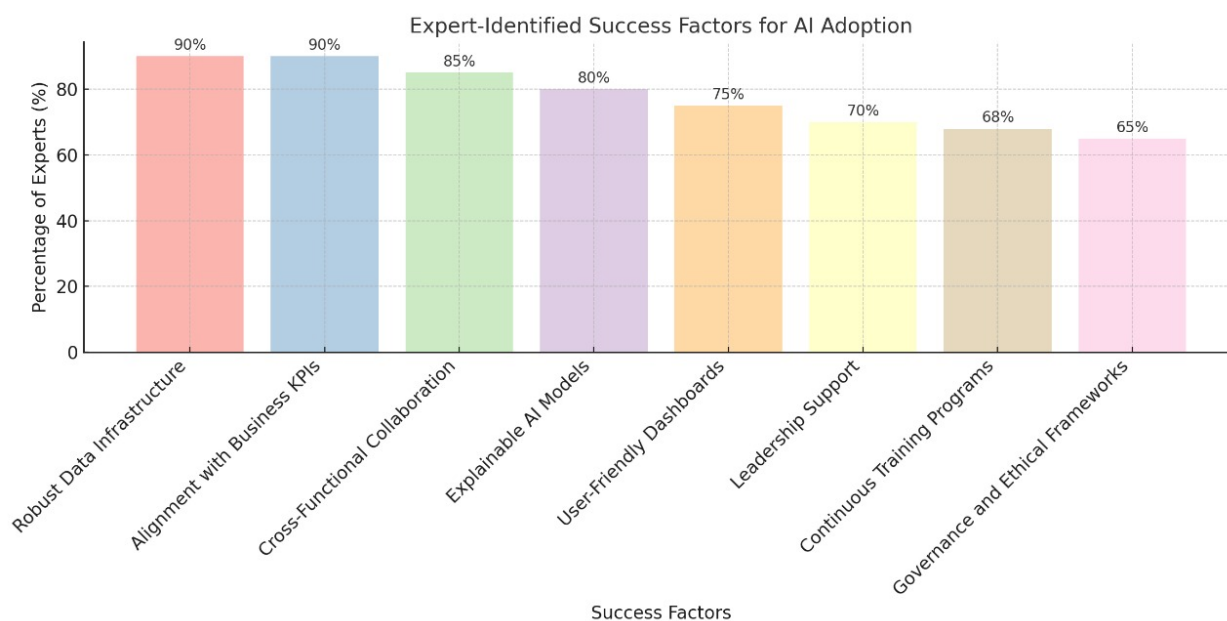 Expert-Identified Success Factors for AI Adoption
90%
90%
85%
80%
75%
70%
68%
65%
Percentage of Experts (%)
80
60
40
20
0
Robust Data Infrastructure
Alignment with Business KPIs
Cross-Functional Collaboration
Explainable AI Models
User-Friendly Dashboards
Leadership Support
Continuous Training Programs
Governance and Ethical Frameworks
Success Factors